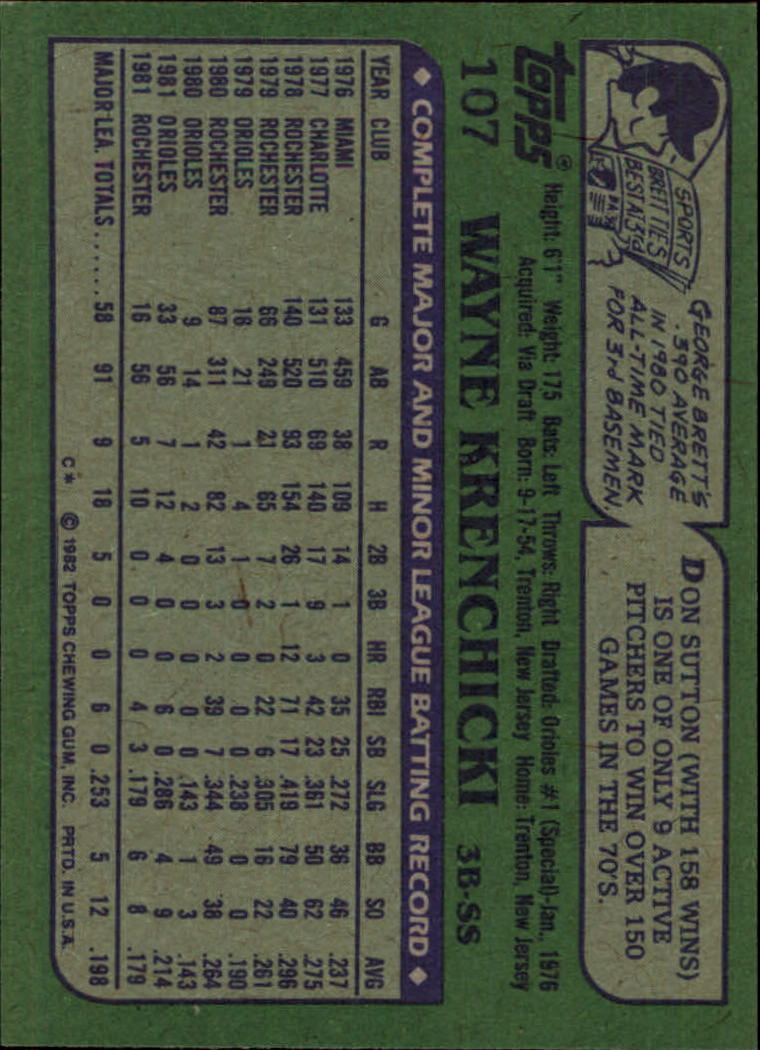 SPORTS
BRETT TIES
BEST AL 3rd
GEORGE BRETT'S
.390 AVERAGE
IN 1980 TIED
ALL-TIME MARK
FOR 3rd BASEMEN.
DON SUTTON (WITH 158 WINS)
IS ONE OF ONLY 9 ACTIVE
PITCHERS TO WIN OVER 150
GAMES IN THE 70'S.
topps®
Height: 6'1" Weight: 175 Bats: Left Throws: Right Drafted: Orioles #1 (Special)-Jan., 1976
Acquired: Via Draft Born: 9-17-54, Trenton, New Jersey Home: Trenton, New Jersey
107 WAYNE KRENCHICKI 3B-SS
◆ COMPLETE MAJOR AND MINOR LEAGUE BATTING RECORD ◆
YEAR CLUB G AB R H 2B 3B HR RBI SB SLG BB SO AVG
1976 MIAMI 133 459 38 109 14 1 0 35 25 .272 36 46 .237
1977 CHARLOTTE 131 510 69 140 17 9 3 42 23 .361 50 62 .275
1978 ROCHESTER 140 520 93 154 26 1 12 71 17 .419 79 40 .296
1979 ROCHESTER 66 249 21 65 7 2 0 22 6 .305 16 22 .261
1979 ORIOLES 16 21 1 4 1 0 0 0 0 .238 0 0 .190
1980 ROCHESTER 87 311 42 82 13 3 2 39 7 .344 49 38 .264
1980 ORIOLES 9 14 1 2 0 0 0 0 0 .143 1 3 .143
1981 ORIOLES 33 56 7 12 4 0 0 6 0 .286 4 9 .214
1981 ROCHESTER 16 56 5 10 0 0 0 4 3 .179 6 8 .179
MAJOR LEA. TOTALS...... 58 91 9 18 5 0 0 6 0 .253 5 12 .198
C* © 1982 TOPPS CHEWING GUM, INC. PRTD. IN U.S.A.